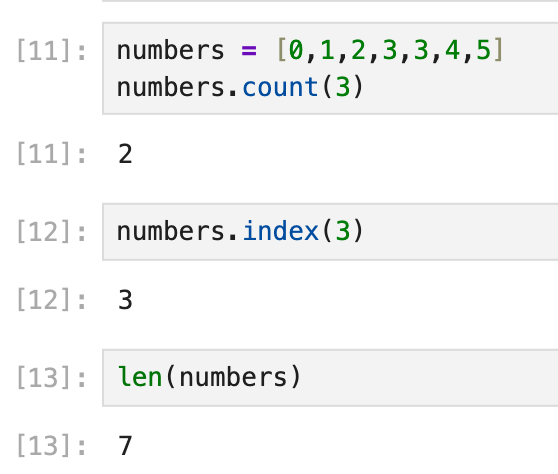 [11]: numbers = [0,1,2,3,3,4,5]
numbers.count(3)
[11]: 2
[12]: numbers.index(3)
[12]: 3
[13]: len(numbers)
[13]: 7